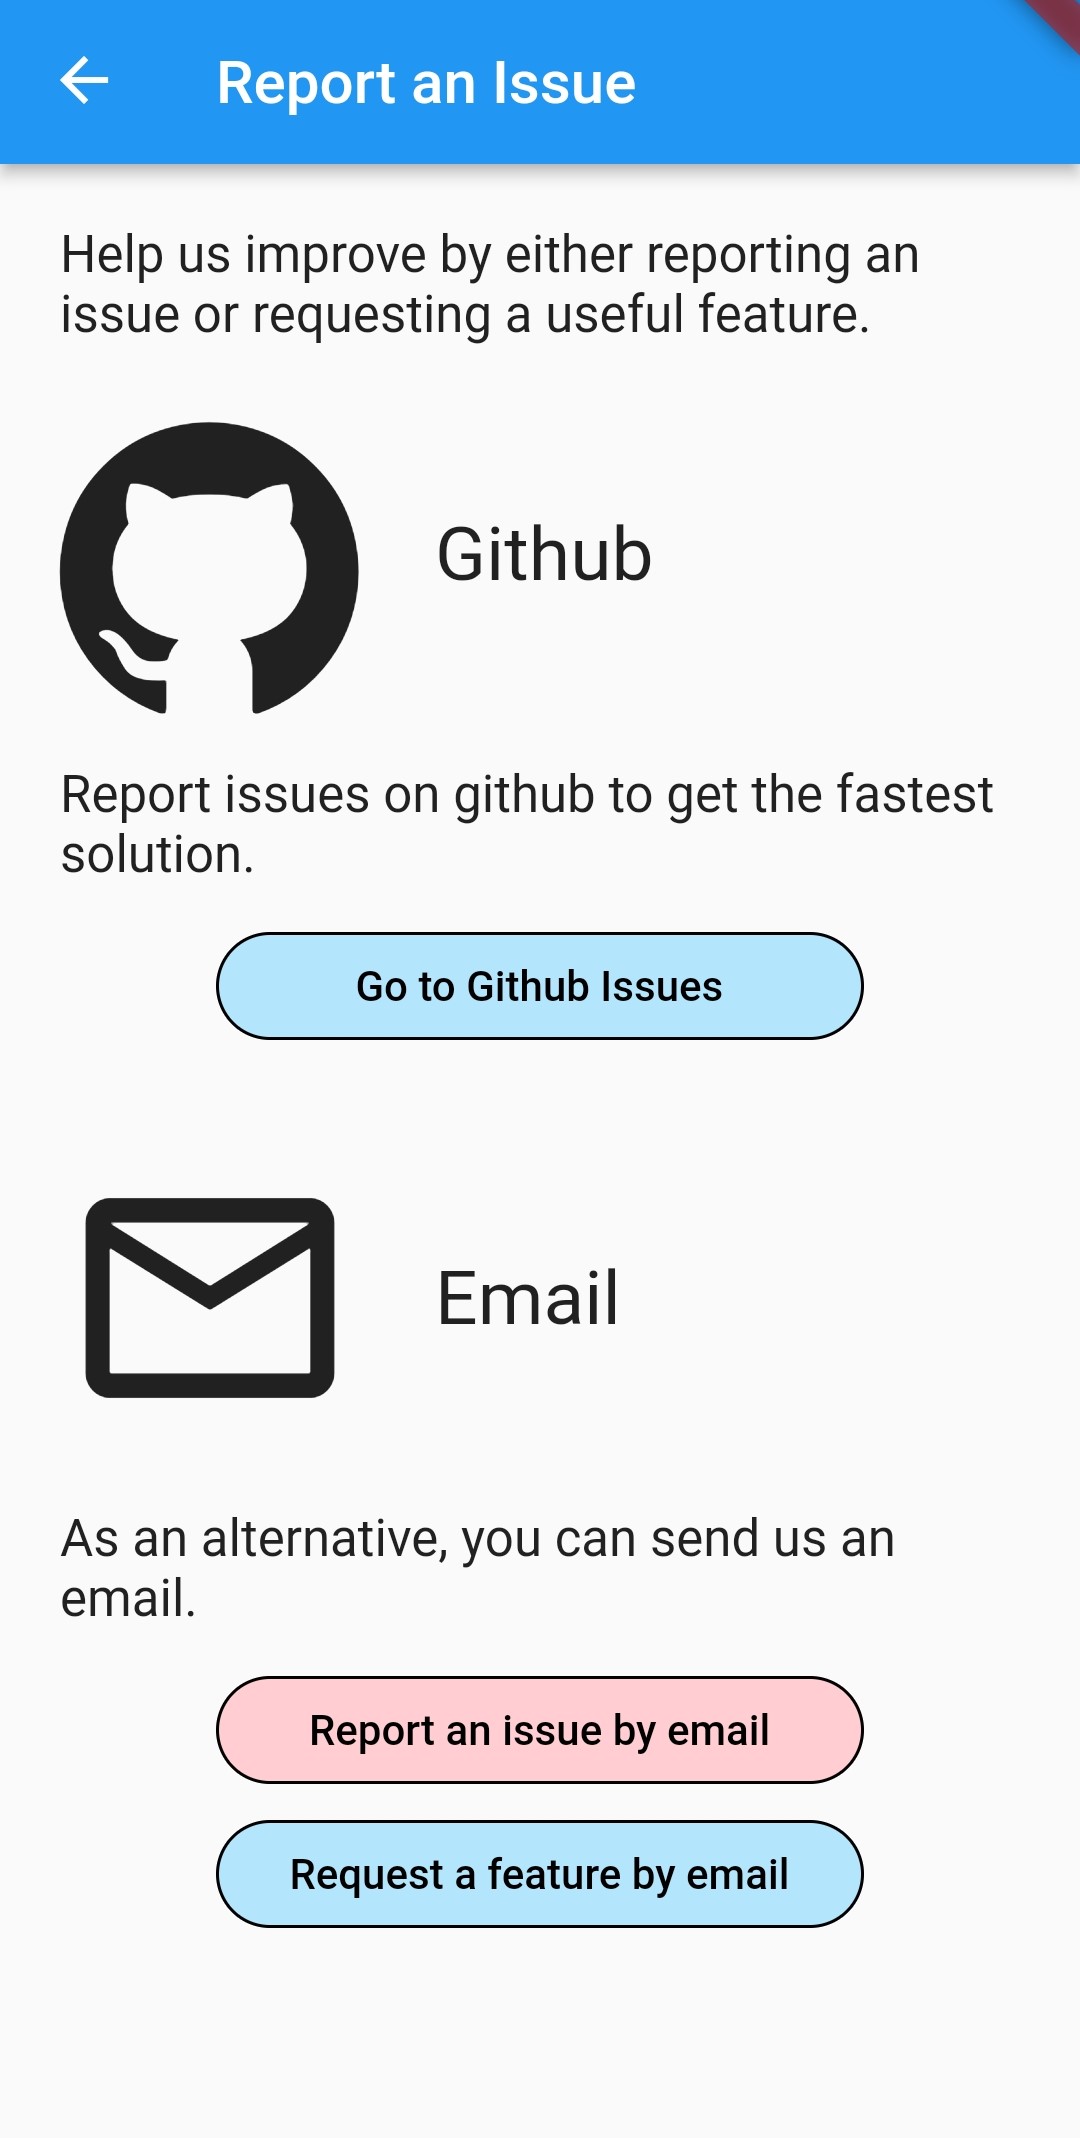 Report an Issue
Help us improve by either reporting an
issue or requesting a useful feature.
Github
Report issues on github to get the fastest
solution.
Go to Github Issues
Email
As an alternative, you can send us an
email.
Report an issue by email
Request a feature by email